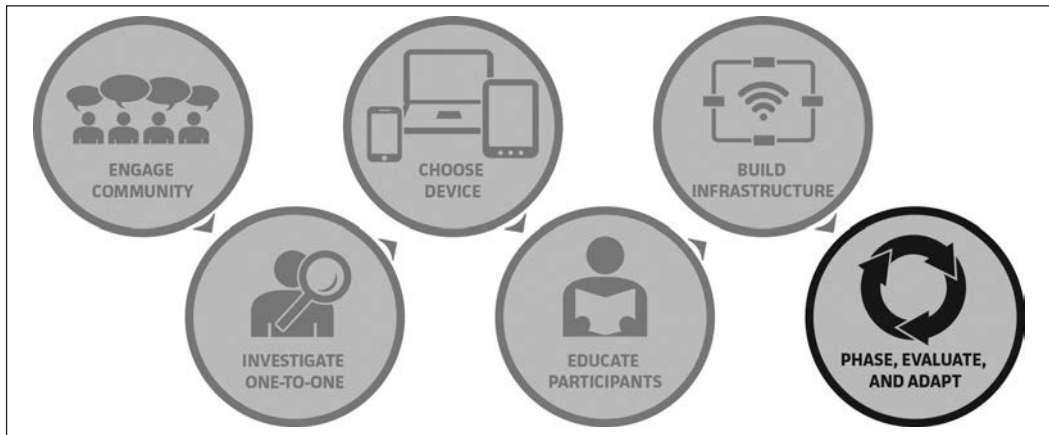 ENGAGE
COMMUNITY
INVESTIGATE
ONE-TO-ONE
CHOOSE
DEVICE
EDUCATE
PARTICIPANTS
BUILD
INFRASTRUCTURE
PHASE, EVALUATE,
AND ADAPT